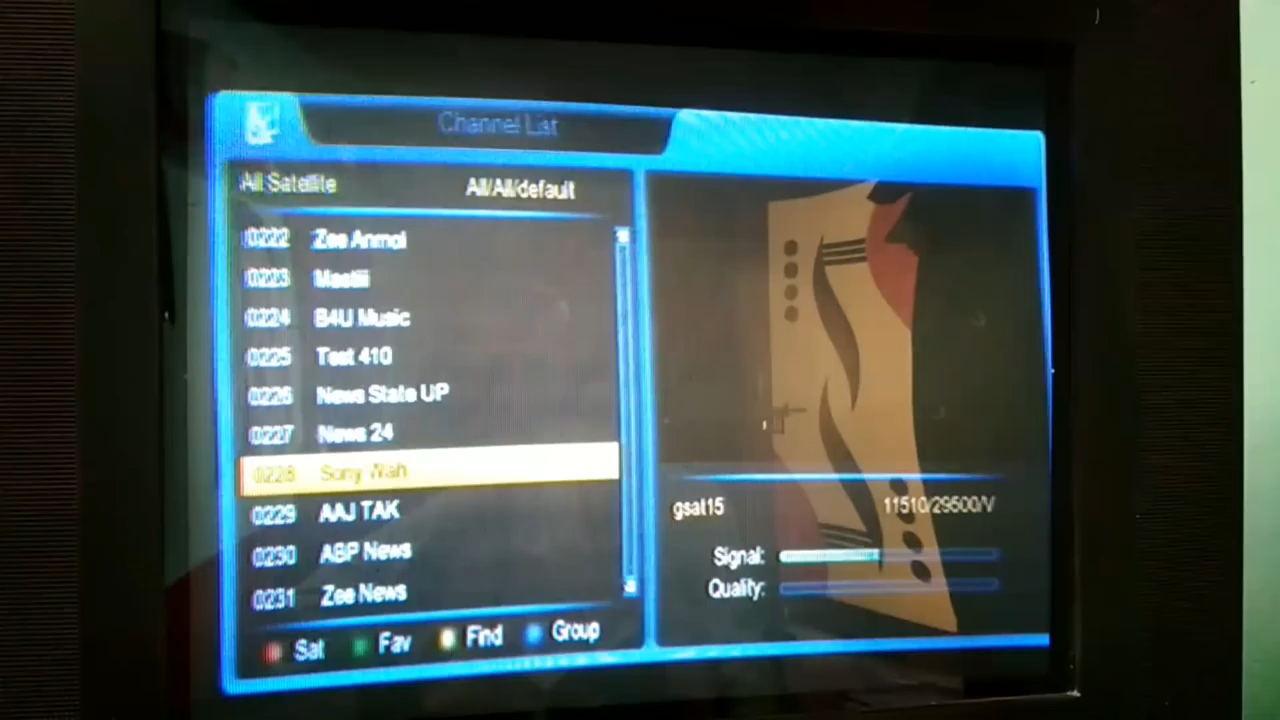 Channel List
All Satellite All/All/default
0222 Zee Anmol
0223 Mastiii
0224 B4U Music
0225 Test 410
0226 News State UP
0227 News 24
0228 Sony Wah
0229 AAJ TAK
0230 ABP News
0231 Zee News
gsat15 11510/29500/V
Signal:
Quality:
Sat Fav Find Group